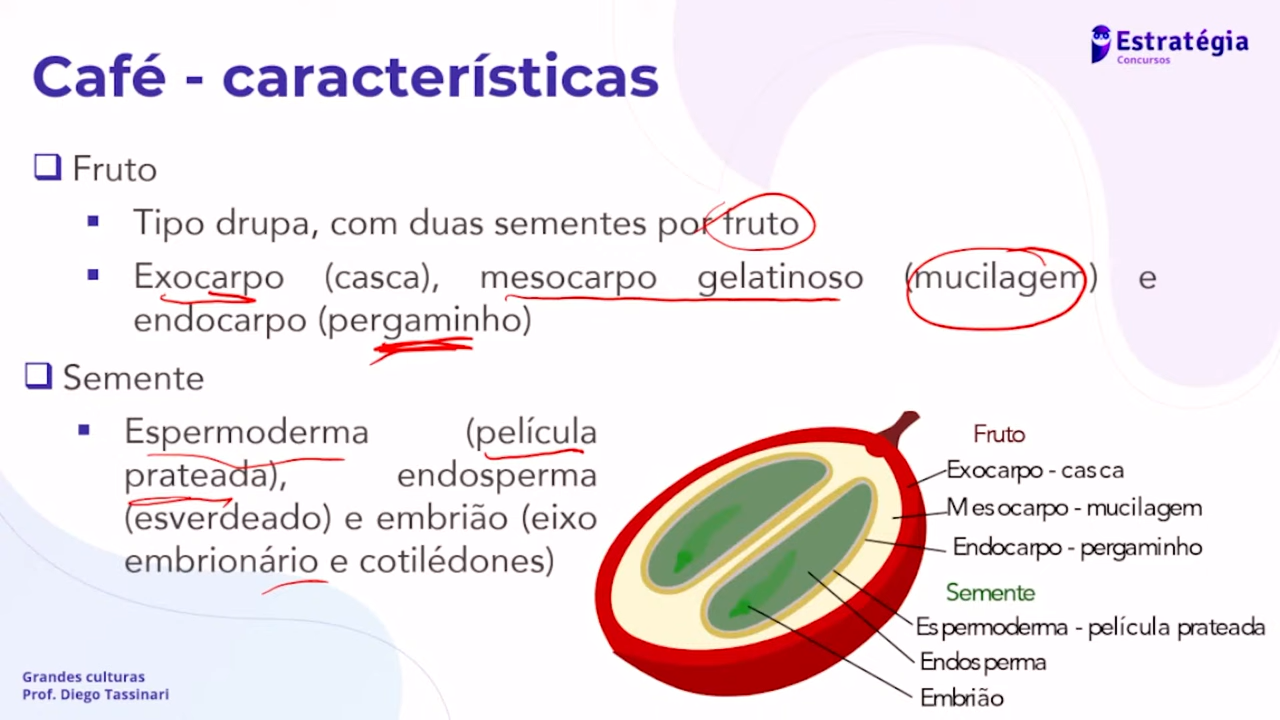 Café - características
Estratégia
Concursos
Fruto
Tipo drupa, com duas sementes por fruto
Exocarpo (casca), mesocarpo gelatinoso (mucilagem) e
endocarpo (pergaminho)
Semente
Espermoderma (película
prateada), endosperma
(esverdeado) e embrião (eixo
embrionário e cotilédones)
Fruto
Exocarpo - casca
Mesocarpo - mucilagem
Endocarpo - pergaminho
Semente
Espermoderma - película prateada
Endosperma
Embrião
Grandes culturas
Prof. Diego Tassinari